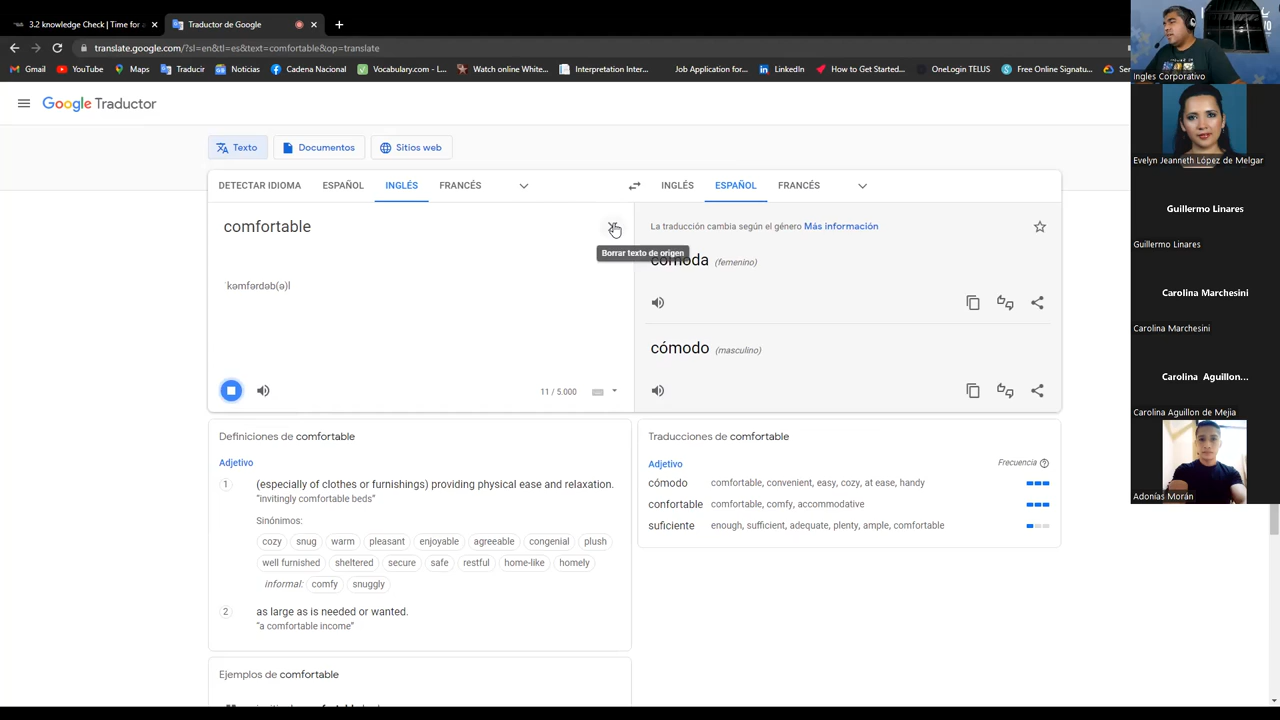 3.2 knowledge Check | Time for a
Traductor de Google
translate.google.com/?sl=en&tl=es&text=comfortable&op=translate
Gmail
YouTube
Maps
Traducir
Noticias
Cadena Nacional
Vocabulary.com - L...
Watch online White...
Interpretation Inter...
Job Application for...
LinkedIn
How to Get Started...
OneLogin TELUS
Free Online Signatu...
Ser
Google Traductor
Texto
Documentos
Sitios web
DETECTAR IDIOMA
ESPAÑOL
INGLÉS
FRANCÉS
INGLÉS
ESPAÑOL
FRANCÉS
comfortable
Borrar texto de origen
ˈkəmfərdəb(ə)l
11 / 5.000
La traducción cambia según el género Más información
cómoda (femenino)
cómodo (masculino)
Definiciones de comfortable
Adjetivo
1 (especially of clothes or furnishings) providing physical ease and relaxation.
"invitingly comfortable beds"
Sinónimos:
cozy snug warm pleasant enjoyable agreeable congenial plush
well furnished sheltered secure safe restful home-like homely
informal: comfy snuggly
2 as large as is needed or wanted.
"a comfortable income"
Ejemplos de comfortable
Traducciones de comfortable
Adjetivo
Frecuencia
cómodo comfortable, convenient, easy, cozy, at ease, handy
confortable comfortable, comfy, accommodative
suficiente enough, sufficient, adequate, plenty, ample, comfortable
Ingles Corporativo
Evelyn Jeanneth López de Melgar
Guillermo Linares
Guillermo Linares
Carolina Marchesini
Carolina Marchesini
Carolina Aguillon...
Carolina Aguillon de Mejia
Adonías Morán